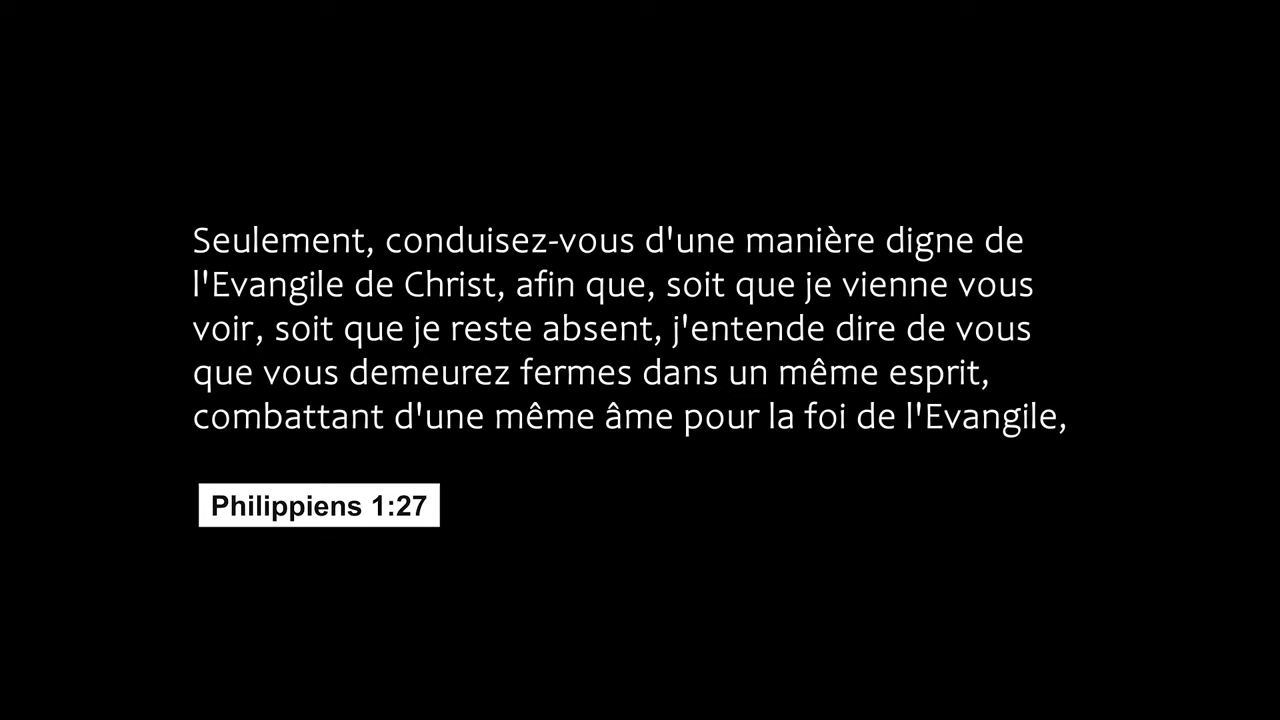 Seulement, conduisez-vous d'une manière digne de
l'Evangile de Christ, afin que, soit que je vienne vous
voir, soit que je reste absent, j'entende dire de vous
que vous demeurez fermes dans un même esprit,
combattant d'une même âme pour la foi de l'Evangile,
Philippiens 1:27